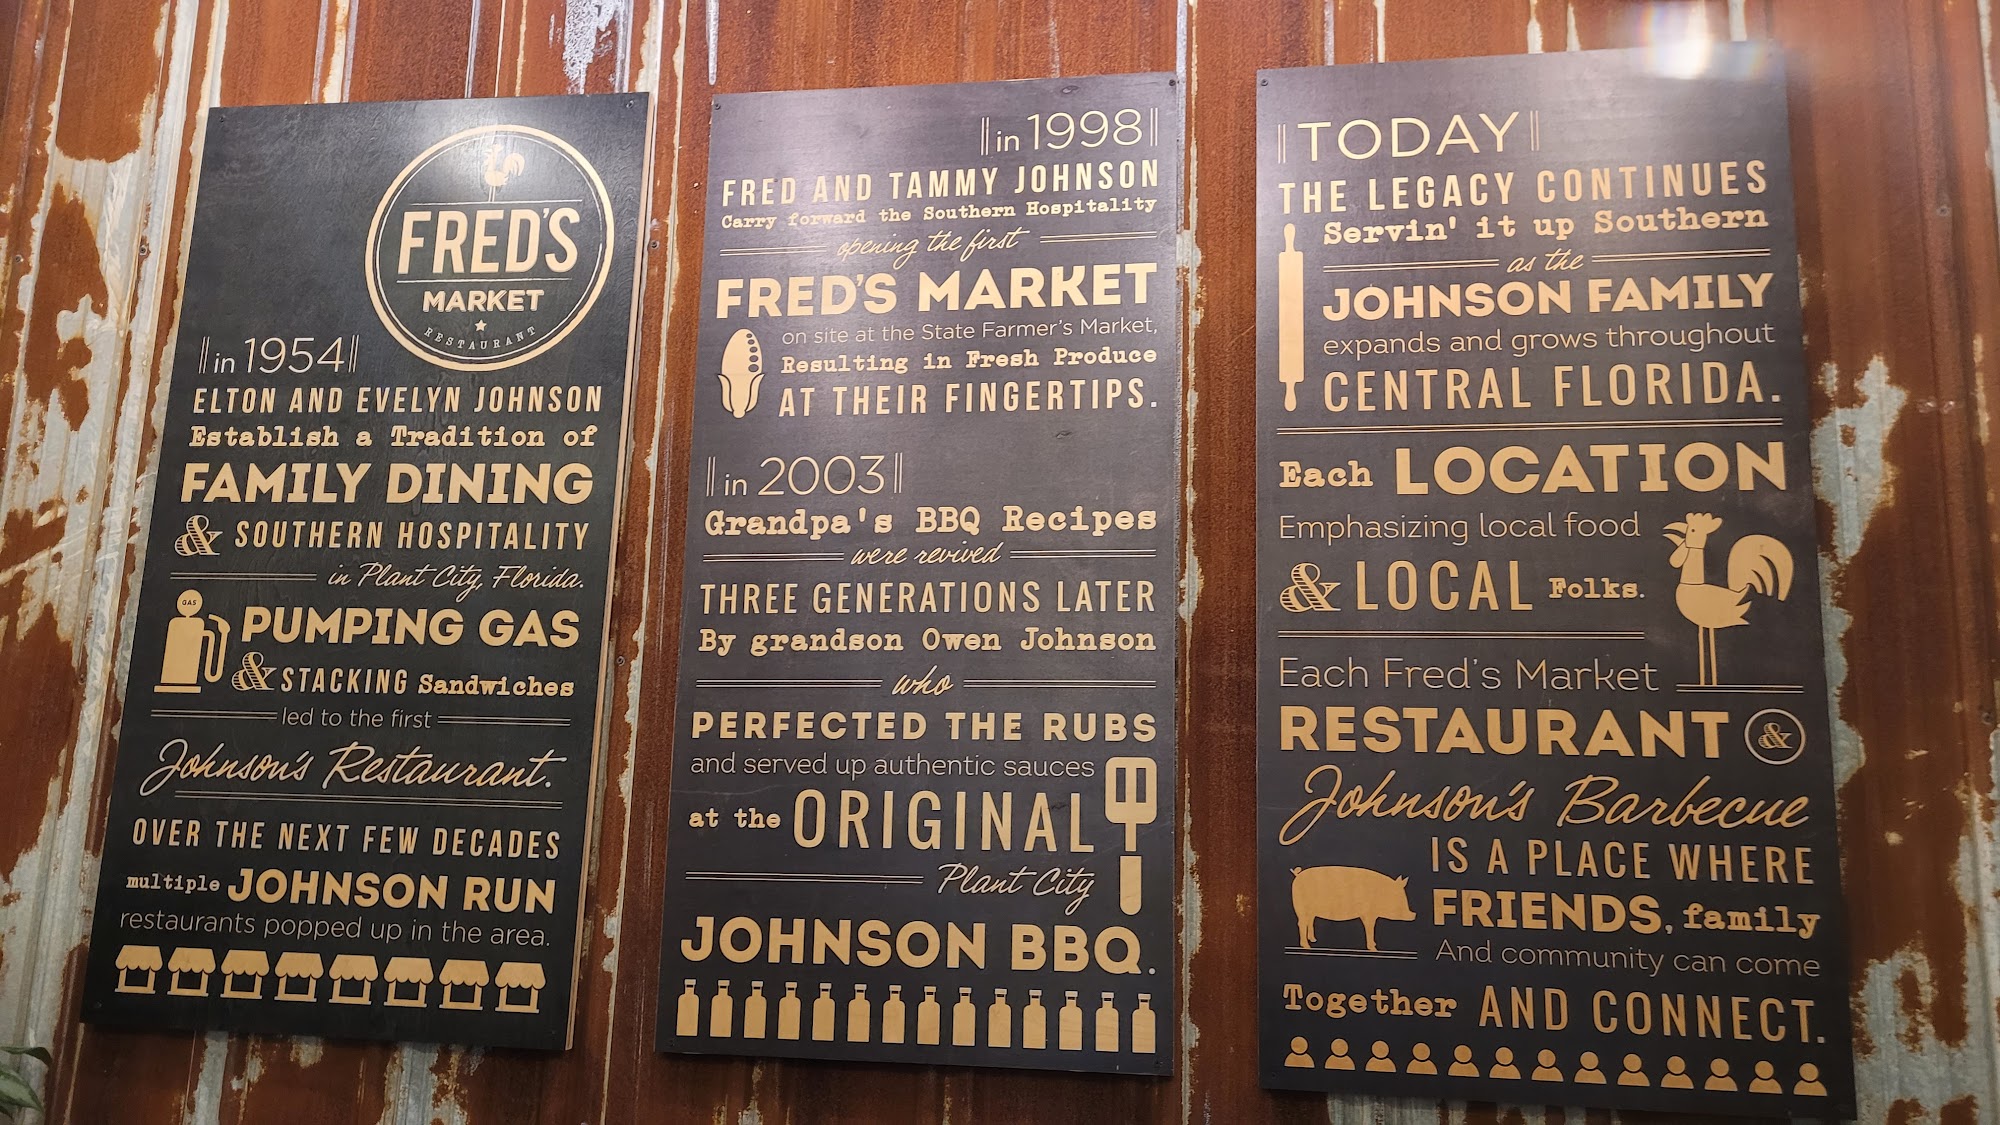 FRED'S
MARKET
RESTAURANT
in 1954
ELTON AND EVELYN JOHNSON
Establish a Tradition of
FAMILY DINING
& SOUTHERN HOSPITALITY
in Plant City, Florida.
GAS
PUMPING GAS
& STACKING Sandwiches
led to the first
Johnson's Restaurant.
OVER THE NEXT FEW DECADES
multiple JOHNSON RUN
restaurants popped up in the area.
in 1998
FRED AND TAMMY JOHNSON
Carry forward the Southern Hospitality
opening the first
FRED'S MARKET
on site at the State Farmer's Market,
Resulting in Fresh Produce
AT THEIR FINGERTIPS.
in 2003
Grandpa's BBQ Recipes
were revived
THREE GENERATIONS LATER
By grandson Owen Johnson
who
PERFECTED THE RUBS
and served up authentic sauces
at the ORIGINAL
Plant City
JOHNSON BBQ.
TODAY
THE LEGACY CONTINUES
Servin' it up Southern
as the
JOHNSON FAMILY
expands and grows throughout
CENTRAL FLORIDA.
Each LOCATION
Emphasizing local food
& LOCAL Folks.
Each Fred's Market
RESTAURANT &
Johnson's Barbecue
IS A PLACE WHERE
FRIENDS, family
And community can come
Together AND CONNECT.